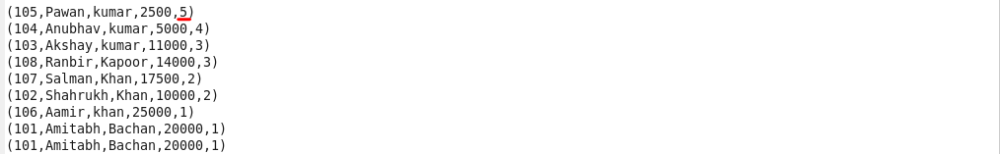 (105,Pawan,kumar,2500,5)
(104,Anubhav,kumar,5000,4)
(103,Akshay,kumar,11000,3)
(108,Ranbir,Kapoor,14000,3)
(107,Salman,Khan,17500,2)
(102,Shahrukh,Khan,10000,2)
(106,Aamir,khan,25000,1)
(101,Amitabh,Bachan,20000,1)
(101,Amitabh,Bachan,20000,1)